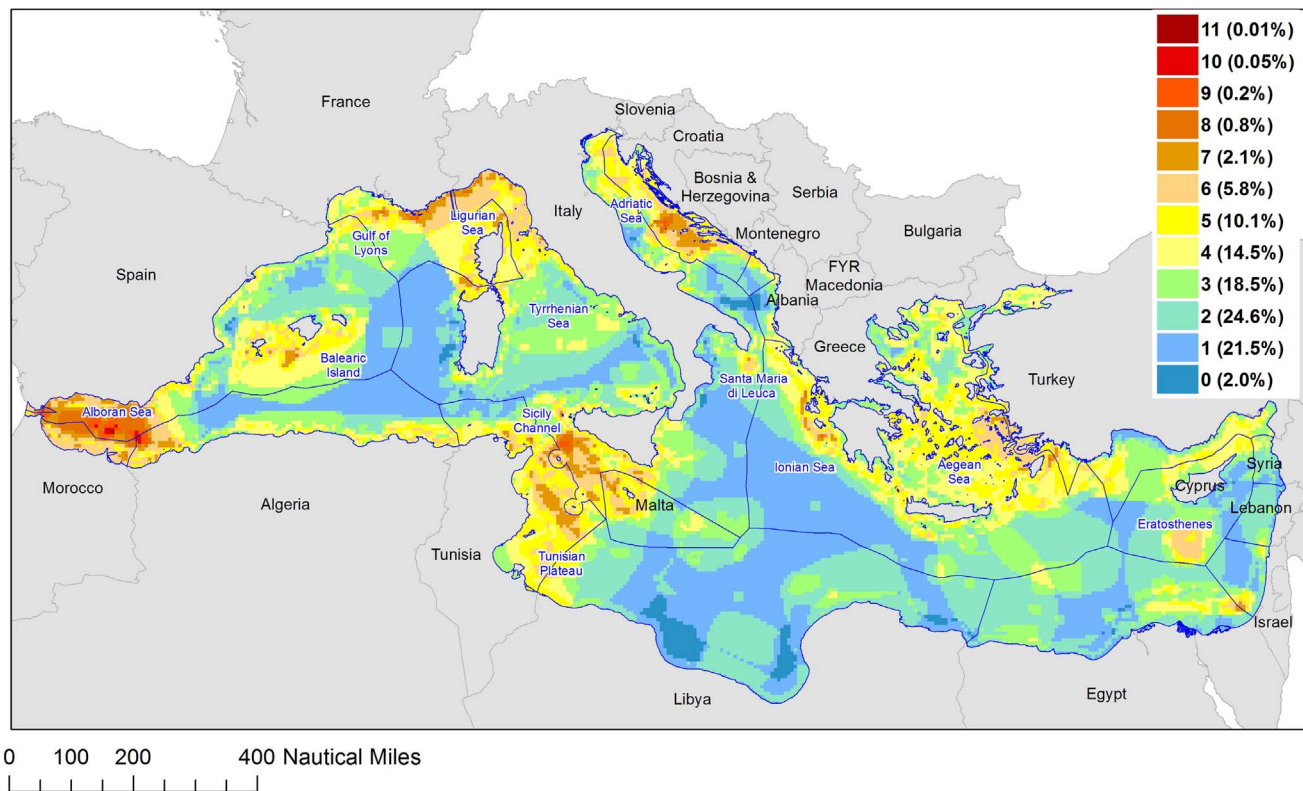 11 (0.01%)
10 (0.05%)
9 (0.2%)
8 (0.8%)
7 (2.1%)
6 (5.8%)
5 (10.1%)
4 (14.5%)
3 (18.5%)
2 (24.6%)
1 (21.5%)
0 (2.0%)
France
Slovenia
Croatia
Bosnia &
Herzegovina
Serbia
Italy
Adriatic
Sea
Ligurian
Sea
Gulf of
Lyons
Montenegro
Bulgaria
Spain
FYR
Macedonia
Albania
Tyrrhenian
Sea
Greece
Turkey
Balearic
Island
Santa Maria
di Leuca
Alboran Sea
Sicily
Channel
Ionian Sea
Aegean
Sea
Syria
Cyprus
Lebanon
Morocco
Algeria
Malta
Eratosthenes
Tunisia
Tunisian
Plateau
Israel
Libya
Egypt
0 100 200 400 Nautical Miles